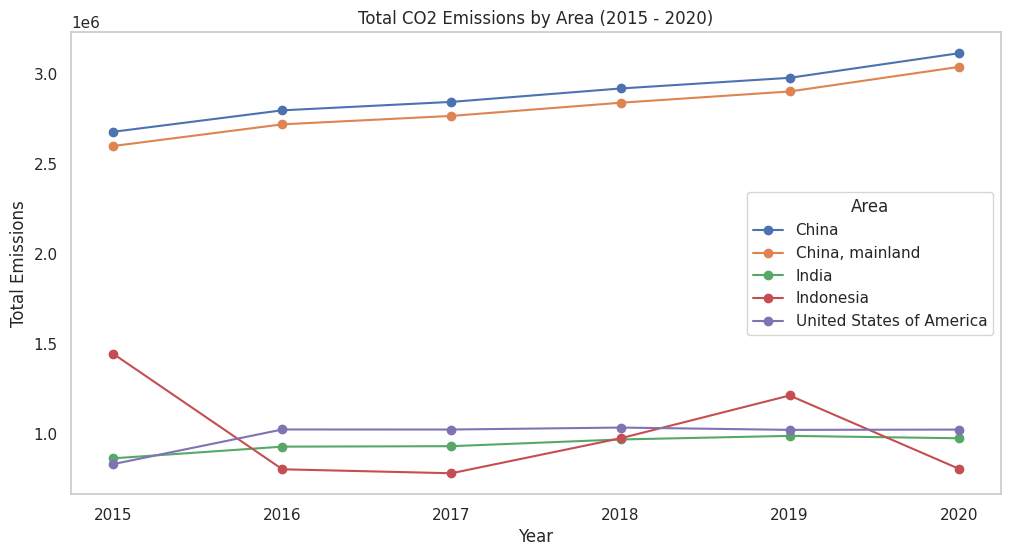 Total CO2 Emissions by Area (2015 - 2020)
1e6
3.0
2.5
2.0
1.5
1.0
Total Emissions
Area
China
China, mainland
India
Indonesia
United States of America
2015 2016 2017 2018 2019 2020
Year